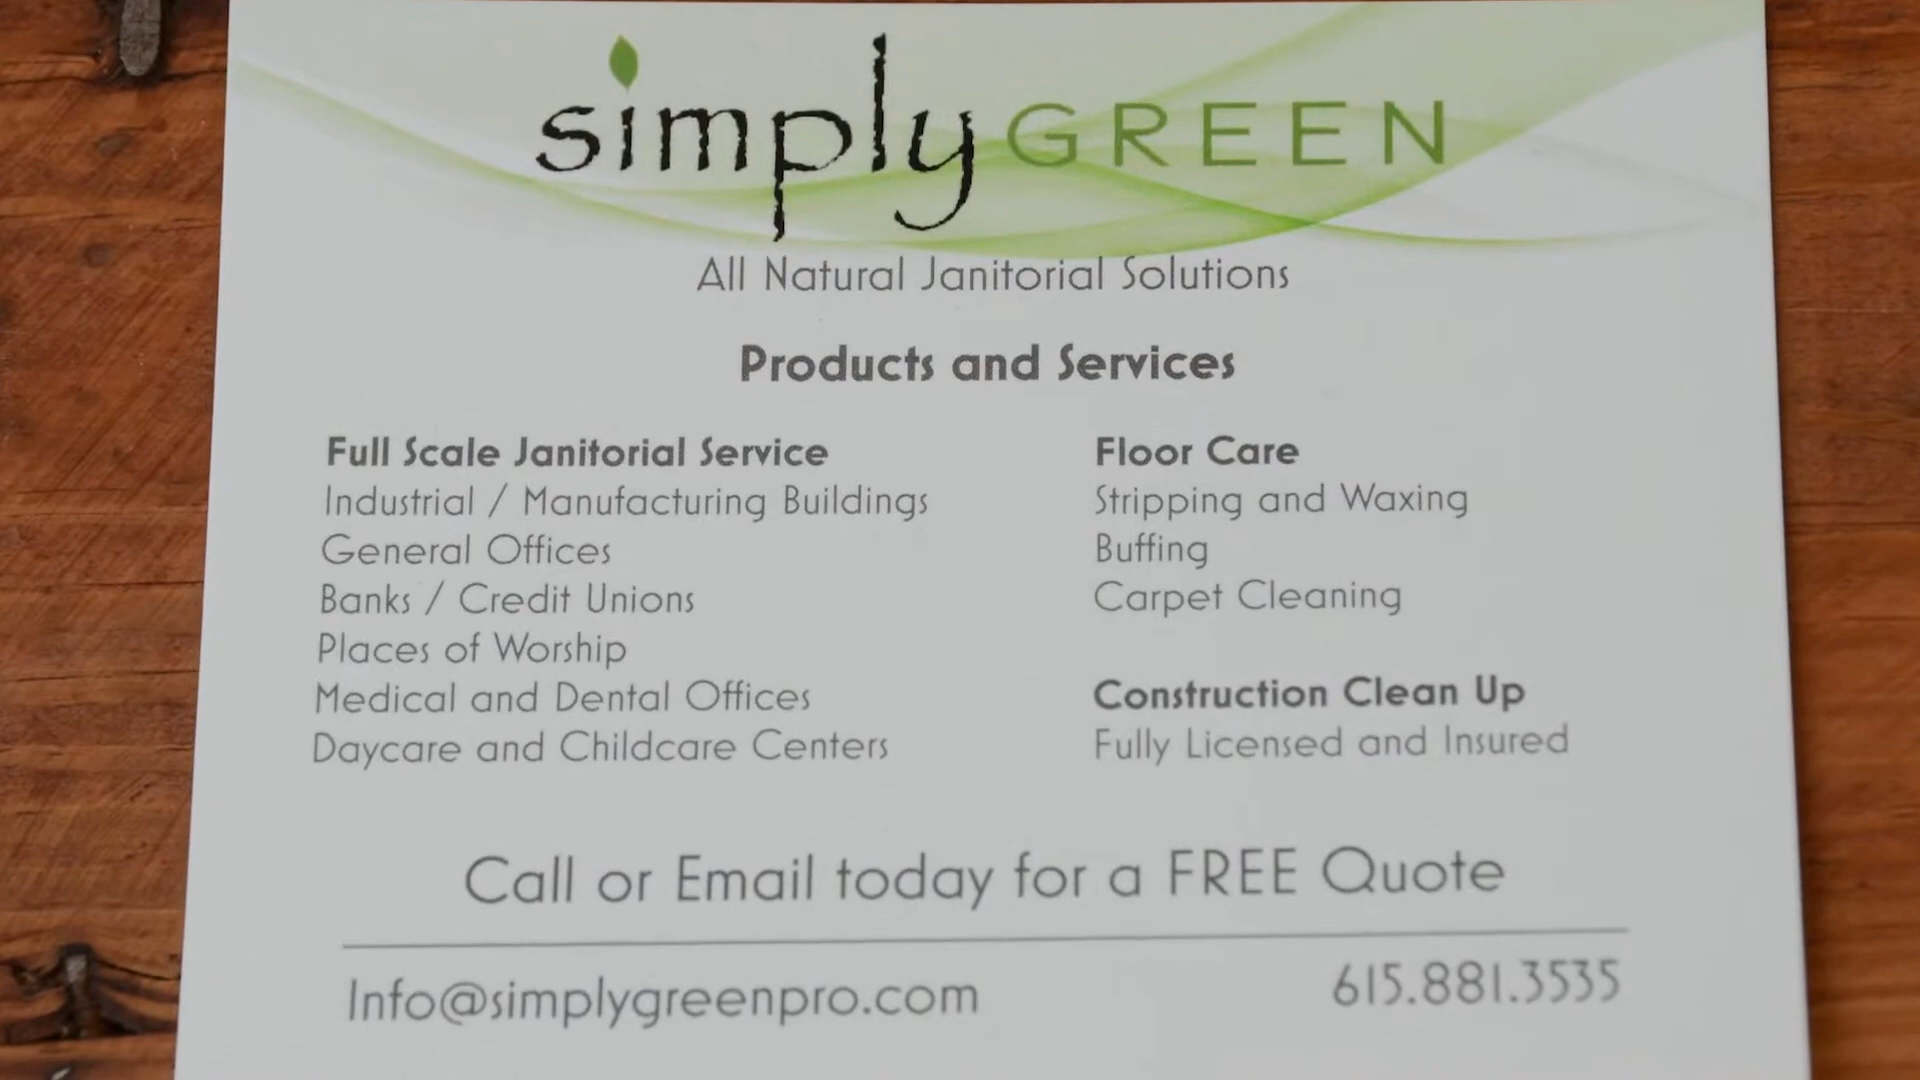 simplyGREEN
All Natural Janitorial Solutions
Products and Services
Full Scale Janitorial Service
Industrial / Manufacturing Buildings
General Offices
Banks / Credit Unions
Places of Worship
Medical and Dental Offices
Daycare and Childcare Centers
Floor Care
Stripping and Waxing
Buffing
Carpet Cleaning
Construction Clean Up
Fully Licensed and Insured
Call or Email today for a FREE Quote
Info@simplygreenpro.com
615.881.3535